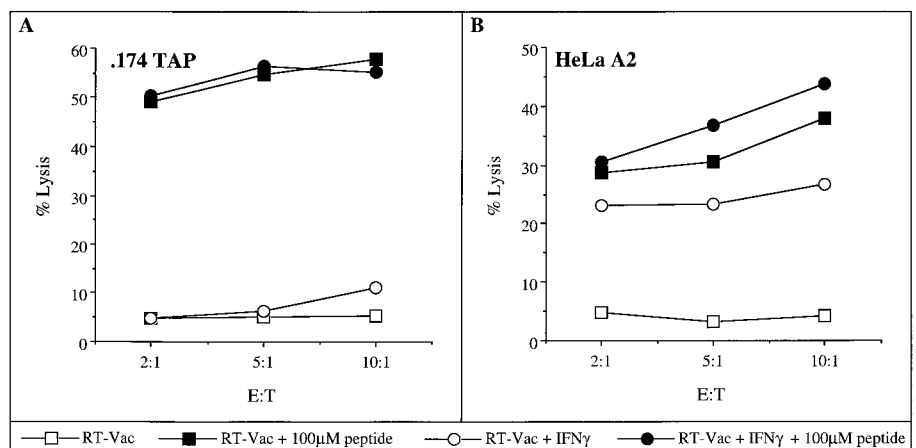 A
.174 TAP
60
50
40
30
20
10
5
0
% Lysis
2:1
5:1
10:1
E:T
B
HeLa A2
50
40
30
20
10
5
0
% Lysis
2:1
5:1
10:1
E:T
RT-Vac
RT-Vac + 100µM peptide
RT-Vac + IFNγ
RT-Vac + IFNγ + 100µM peptide